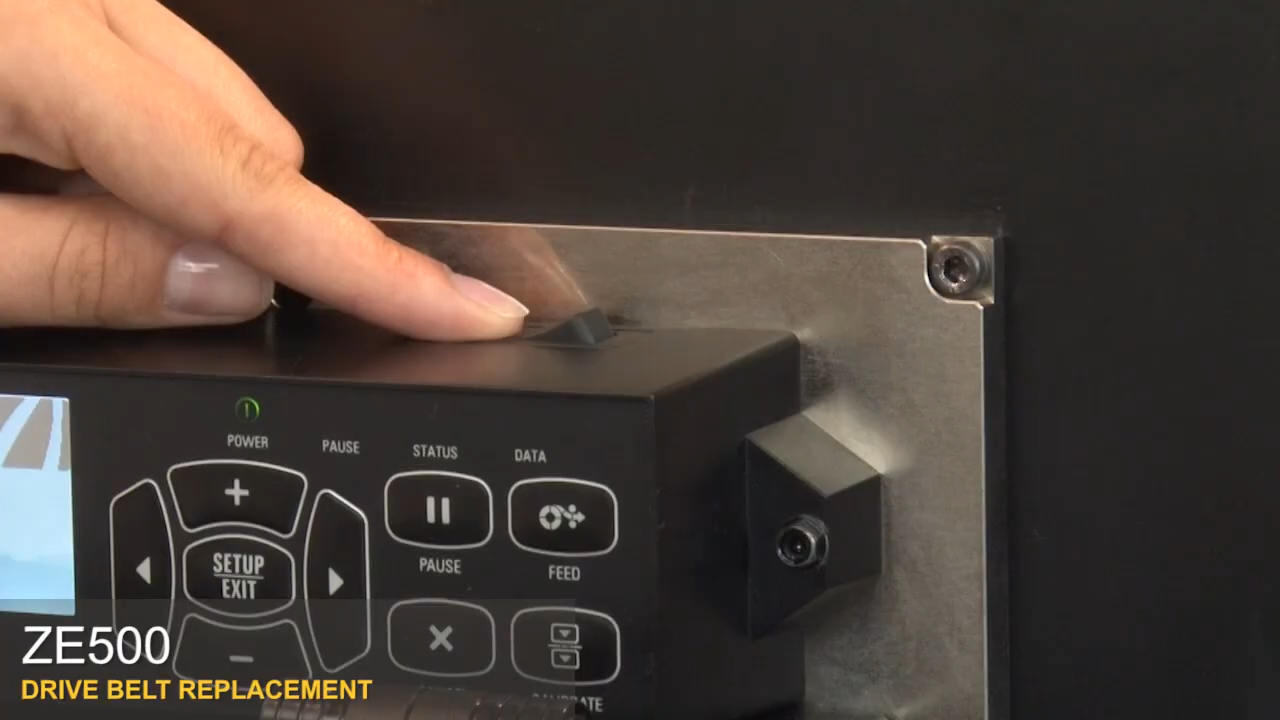 POWER
PAUSE
STATUS
DATA
+
SETUP
EXIT
PAUSE
FEED
ZE500
DRIVE BELT REPLACEMENT